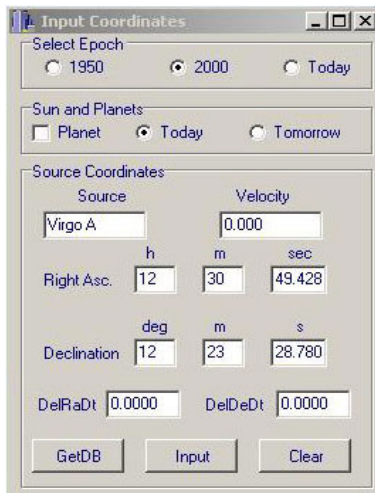 Input Coordinates
Select Epoch
1950 2000 Today
Sun and Planets
Planet Today Tomorrow
Source Coordinates
Source Velocity
Virgo A 0.000
h m sec
Right Asc. 12 30 49.428
deg m s
Declination 12 23 28.780
DelRaDt 0.0000 DelDeDt 0.0000
GetDB Input Clear